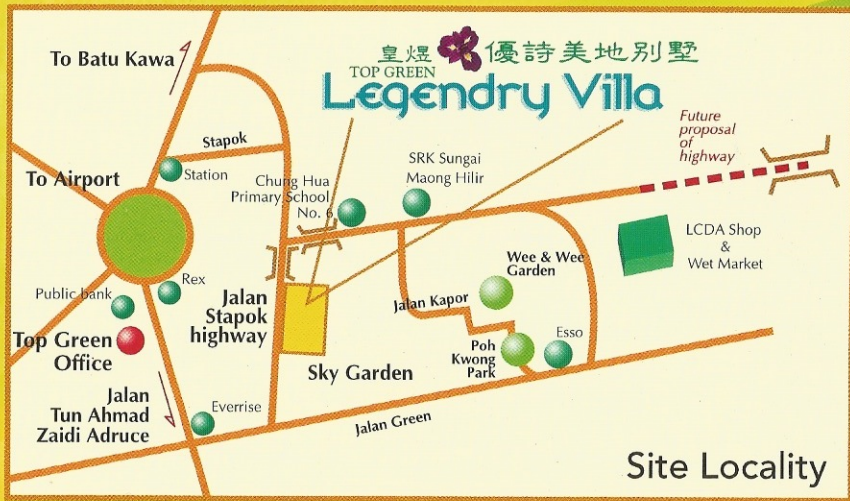 To Batu Kawa
皇煜 優詩美地別墅
TOP GREEN
Legendry Villa
Future
proposal
of
highway
Stapok
Station
To Airport
Chung Hua
Primary School
No. 6
SRK Sungai
Maong Hilir
LCDA Shop
&
Wet Market
Wee & Wee
Garden
Rex
Public bank
Jalan
Stapok
highway
Jalan Kapor
Top Green
Office
Esso
Poh
Kwong
Park
Sky Garden
Jalan
Tun Ahmad
Zaidi Adruce
Everrise
Jalan Green
Site Locality